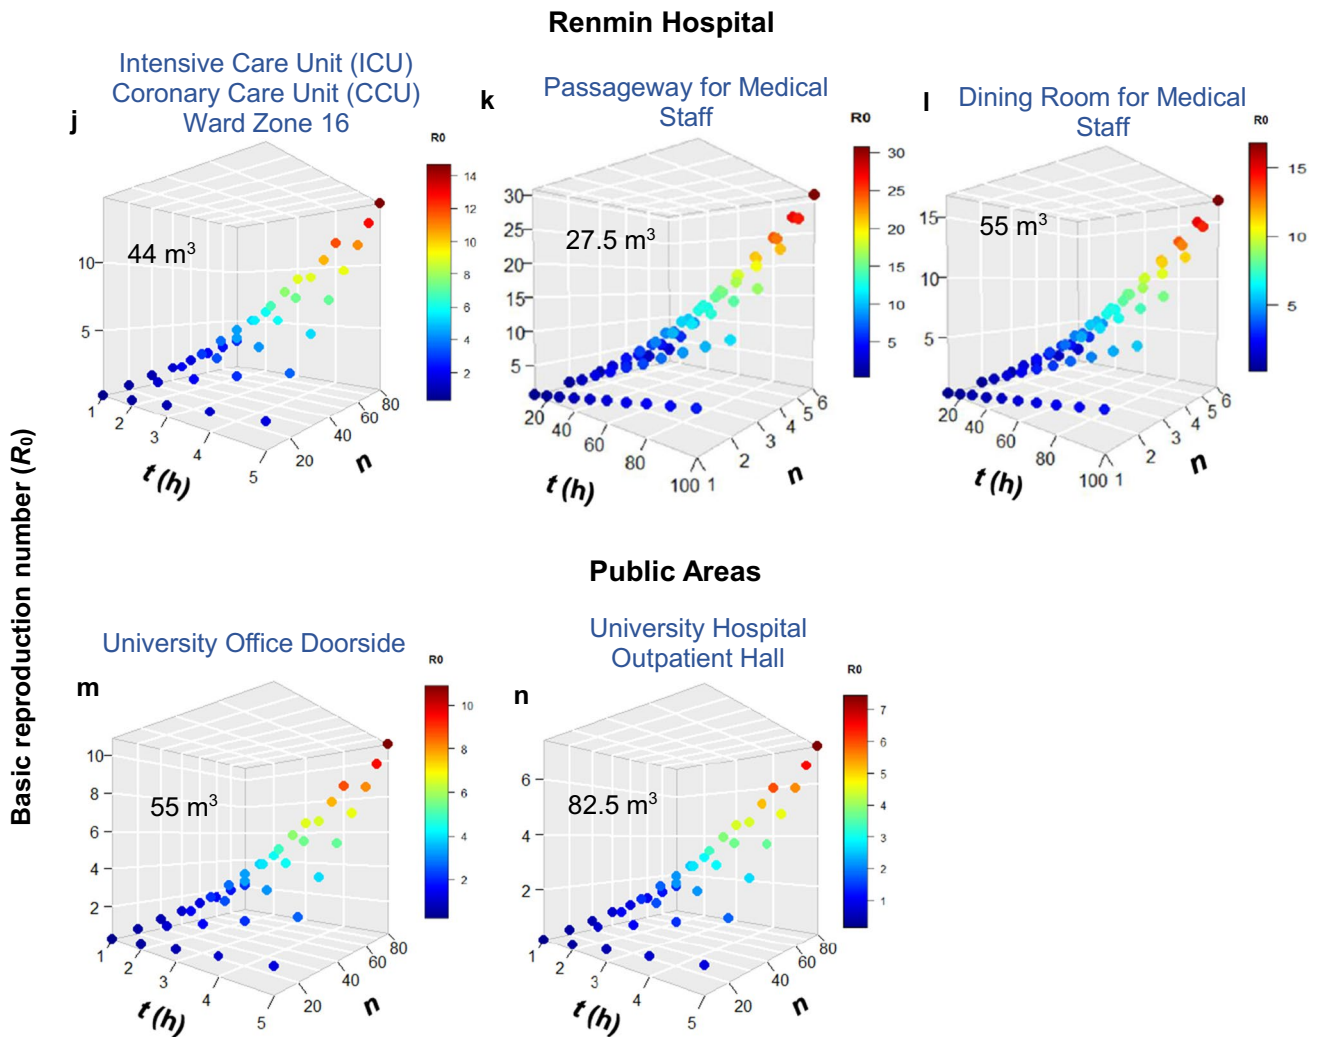 Renmin Hospital
j
Intensive Care Unit (ICU)
Coronary Care Unit (CCU)
Ward Zone 16
R0
44 m³
10
5
1
2
3
4
5
t (h)
20
40
60
80
n
14
12
10
8
6
4
2
k
Passageway for Medical
Staff
R0
27.5 m³
30
25
20
15
10
5
20
40
60
80
100
t (h)
1
2
3
4
5
6
n
30
25
20
15
10
5
l
Dining Room for Medical
Staff
R0
55 m³
15
10
5
20
40
60
80
100
t (h)
1
2
3
4
5
6
n
15
10
5
Basic reproduction number (R0)
Public Areas
m
University Office Doorside
R0
55 m³
10
8
6
4
2
1
2
3
4
5
t (h)
20
40
60
80
n
10
8
6
4
2
n
University Hospital
Outpatient Hall
R0
82.5 m³
6
4
2
1
2
3
4
5
t (h)
20
40
60
80
n
7
6
5
4
3
2
1